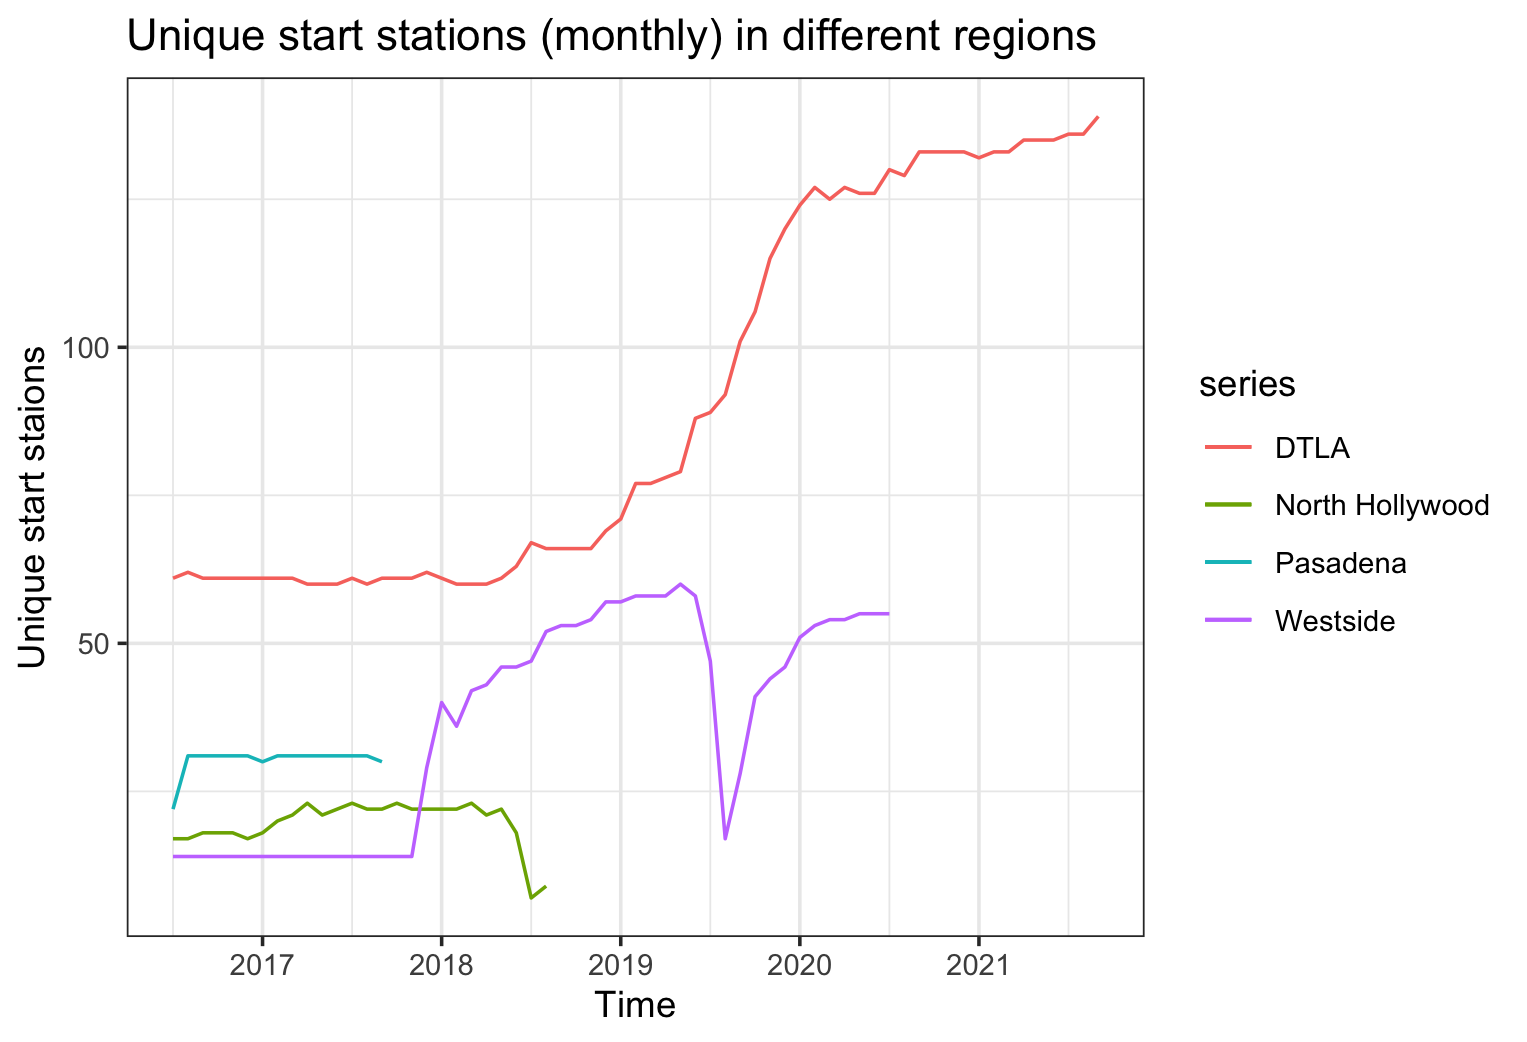 Unique start stations (monthly) in different regions
Unique start staions
100
50
2017
2018
2019
2020
2021
Time
series
DTLA
North Hollywood
Pasadena
Westside